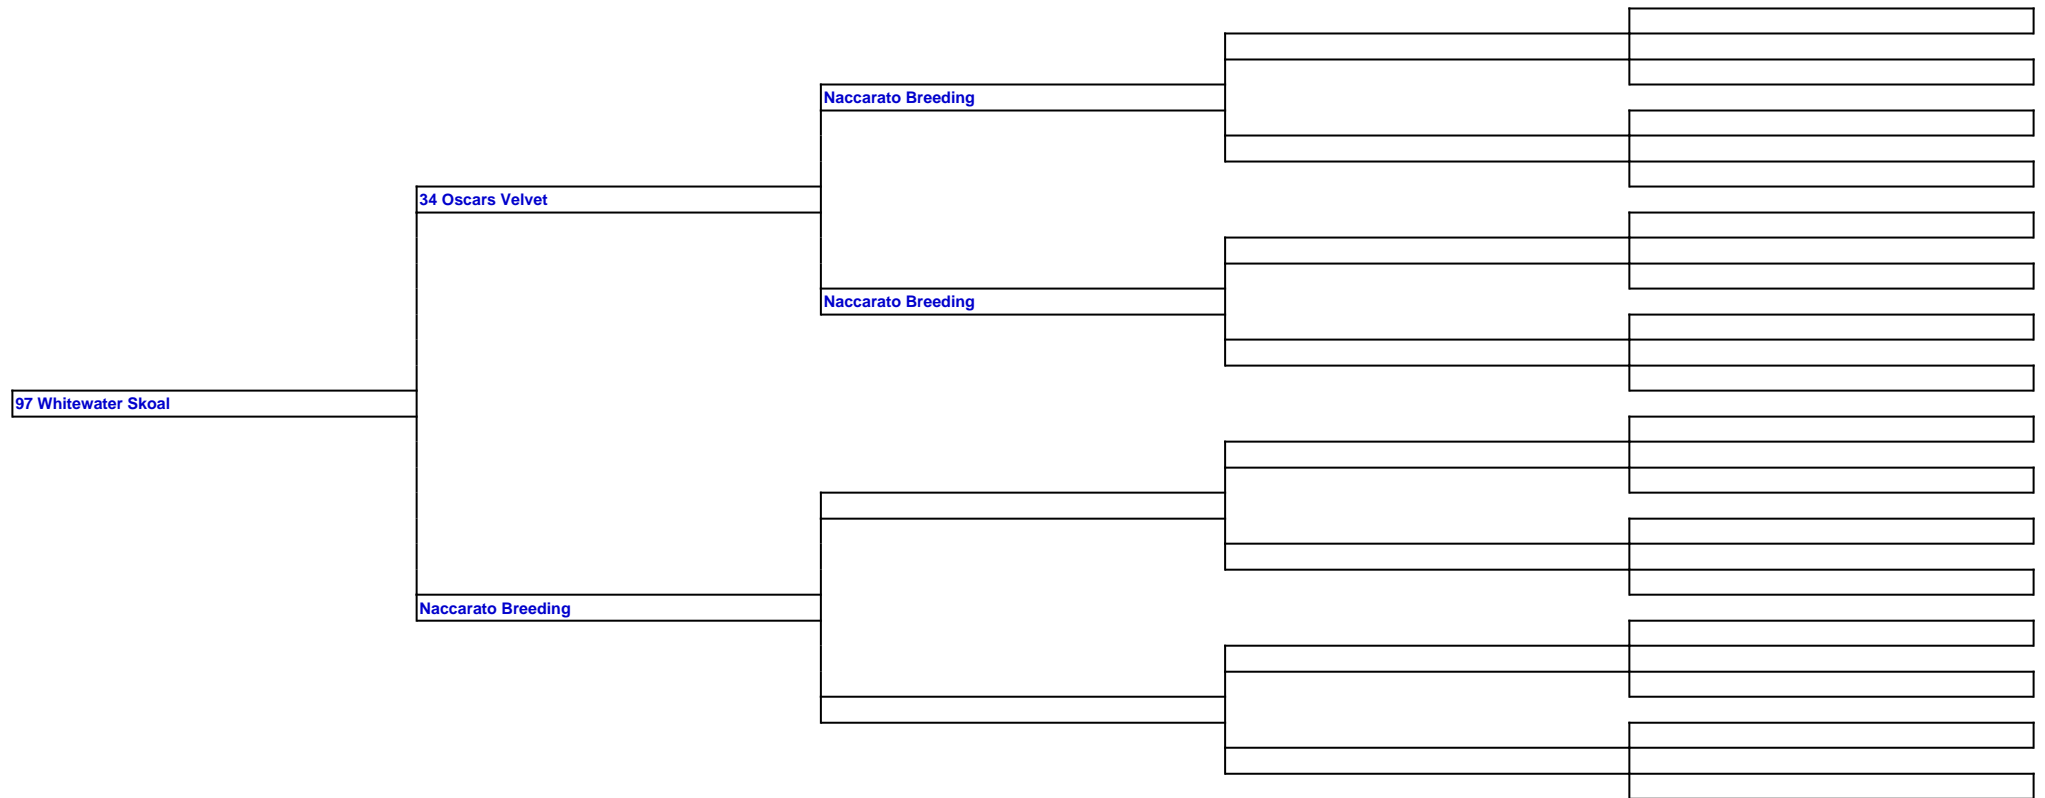 Naccarato Breeding
34 Oscars Velvet
Naccarato Breeding
97 Whitewater Skoal
Naccarato Breeding